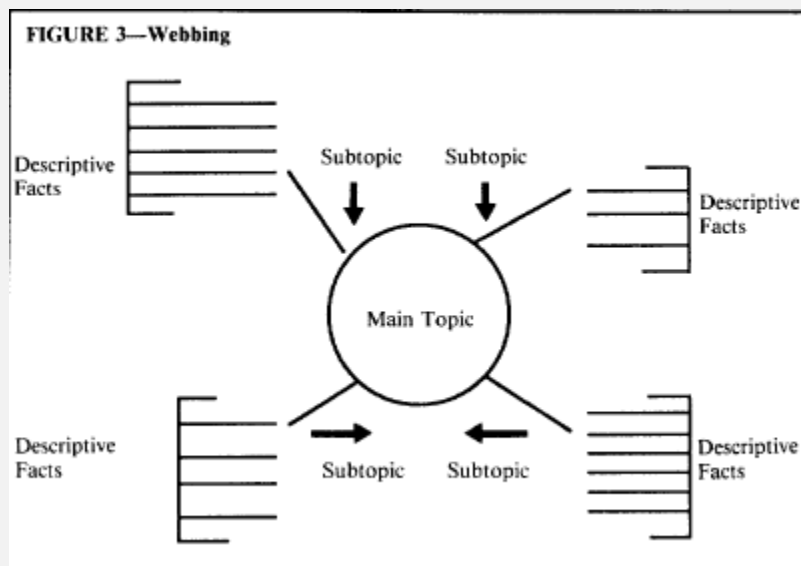 FIGURE 3—Webbing
Subtopic
Subtopic
Descriptive
Facts
Descriptive
Facts
Main Topic
Descriptive
Facts
Subtopic
Subtopic
Descriptive
Facts